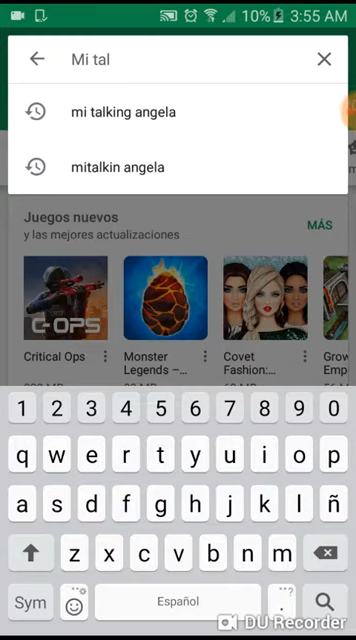 10% 3:55 AM
Mi tal
mi talking angela
mitalkin angela
Juegos nuevos
y las mejores actualizaciones
MÁS
C-OPS
Critical Ops
Monster
Legends –...
Covet
Fashion:...
Grow
Emp
1 2 3 4 5 6 7 8 9 0
q w e r t y u i o p
a s d f g h j k l ñ
z x c v b n m
Sym
Español
. ?
DU Recorder